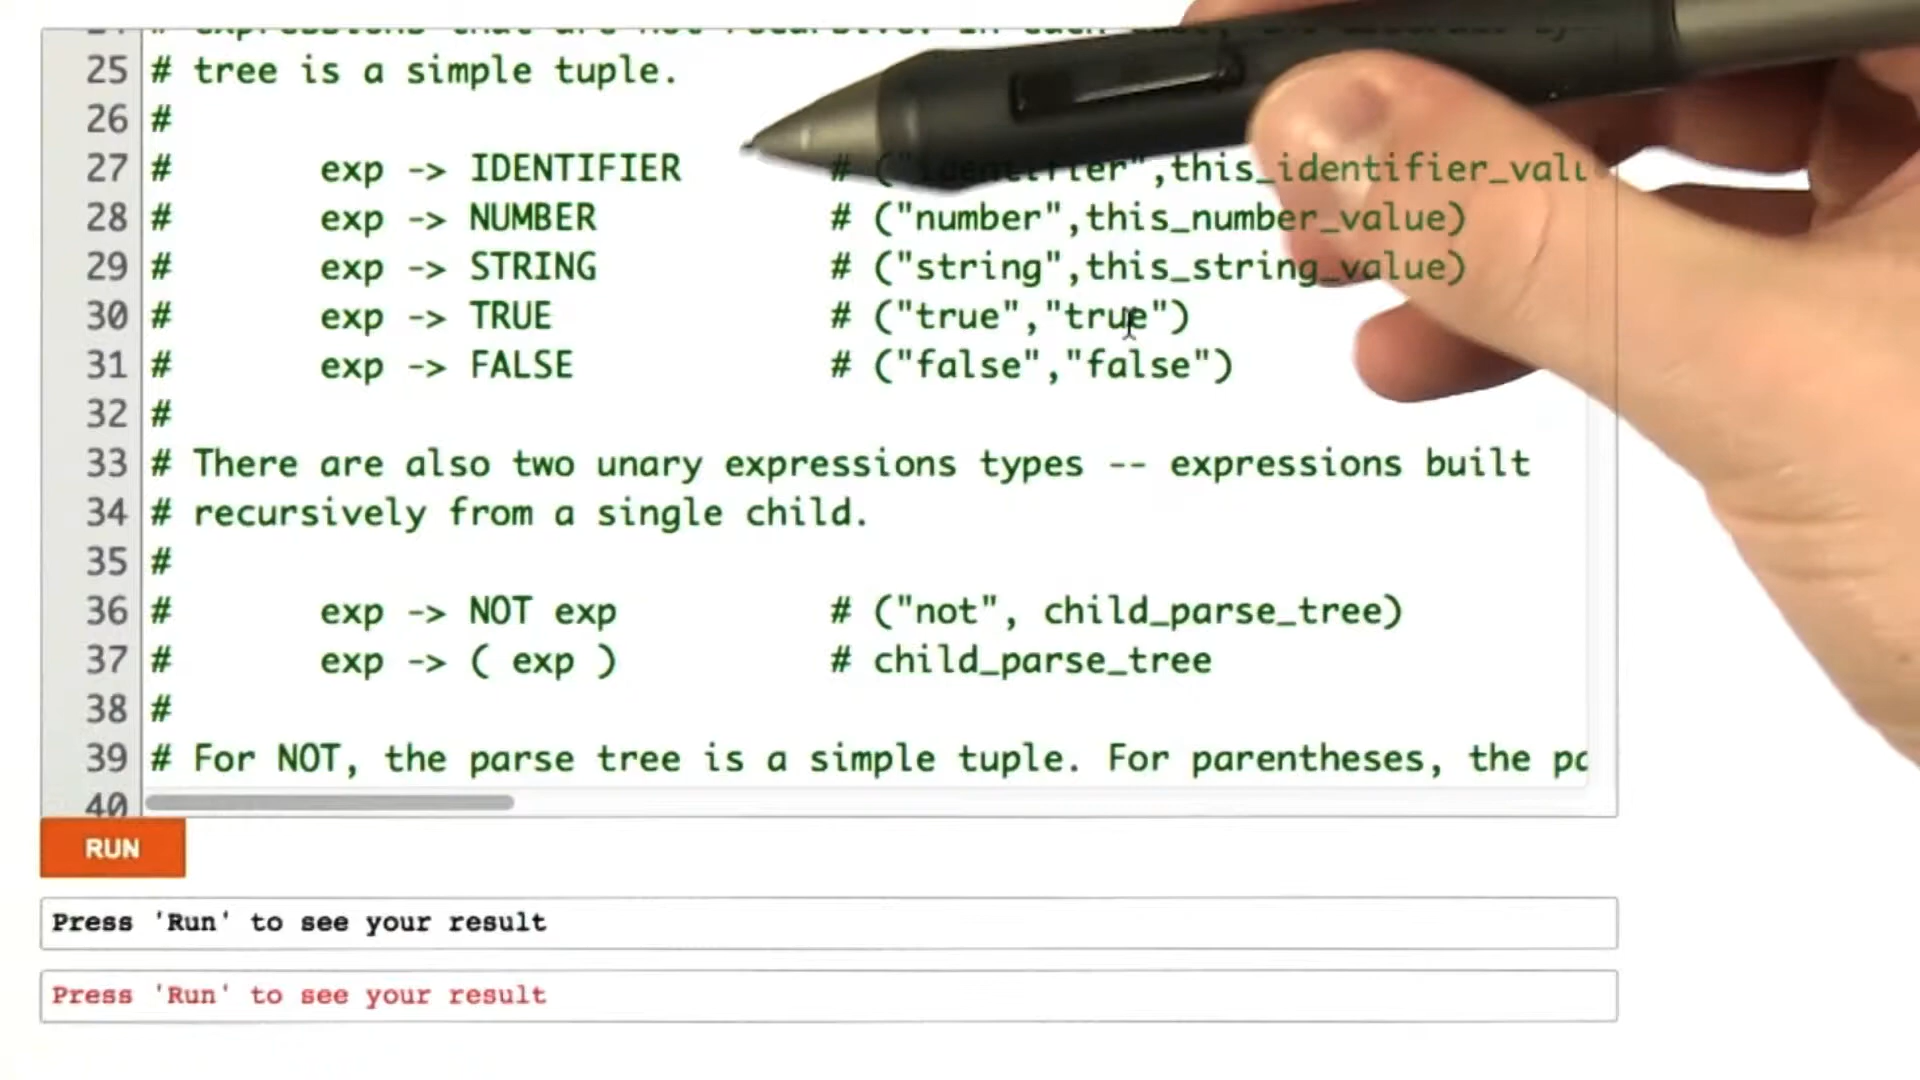 25 # tree is a simple tuple.
26 #
27 # exp -> IDENTIFIER # ("identifier",this_identifier_valu
28 # exp -> NUMBER # ("number",this_number_value)
29 # exp -> STRING # ("string",this_string_value)
30 # exp -> TRUE # ("true","true")
31 # exp -> FALSE # ("false","false")
32 #
33 # There are also two unary expressions types -- expressions built
34 # recursively from a single child.
35 #
36 # exp -> NOT exp # ("not", child_parse_tree)
37 # exp -> ( exp ) # child_parse_tree
38 #
39 # For NOT, the parse tree is a simple tuple. For parentheses, the pa
40
RUN
Press 'Run' to see your result
Press 'Run' to see your result